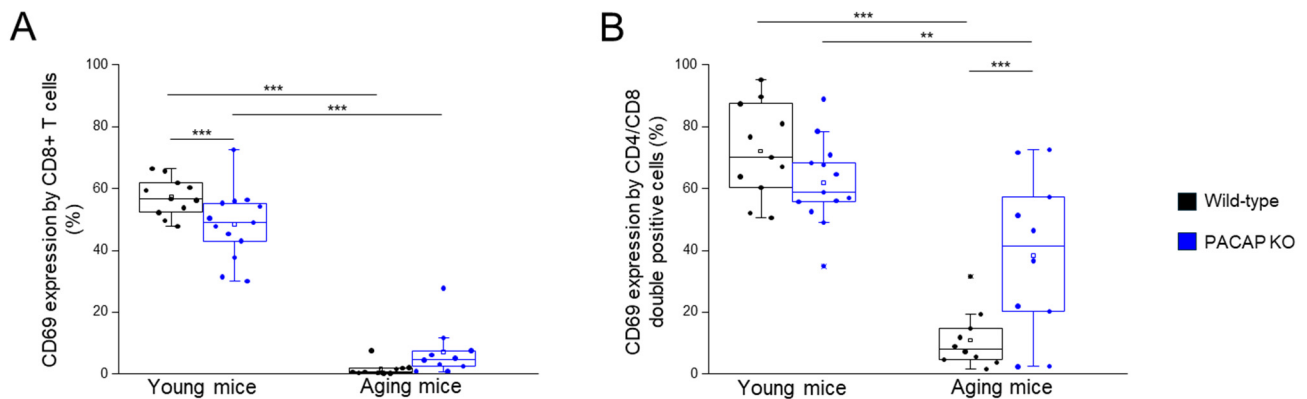 A
CD69 expression by CD8+ T cells
(%)
100
80
60
40
20
0
***
***
***
Young mice
Aging mice
B
CD69 expression by CD4/CD8
double positive cells (%)
100
80
60
40
20
0
***
**
***
Young mice
Aging mice
Wild-type
PACAP KO